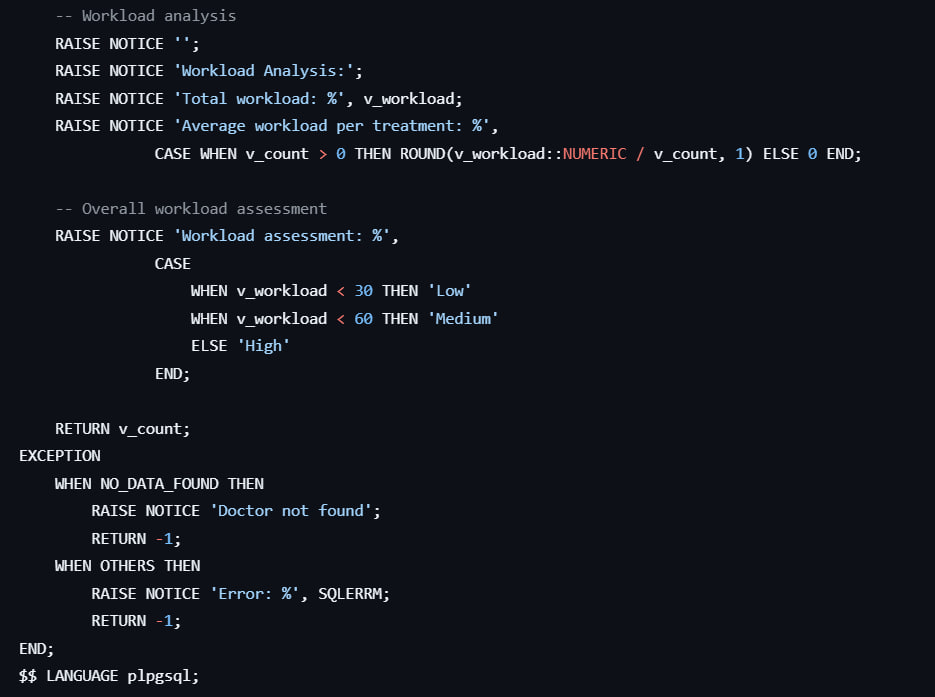 -- Workload analysis
RAISE NOTICE '';
RAISE NOTICE 'Workload Analysis:';
RAISE NOTICE 'Total workload: %', v_workload;
RAISE NOTICE 'Average workload per treatment: %',
CASE WHEN v_count > 0 THEN ROUND(v_workload::NUMERIC / v_count, 1) ELSE 0 END;
-- Overall workload assessment
RAISE NOTICE 'Workload assessment: %',
CASE
WHEN v_workload < 30 THEN 'Low'
WHEN v_workload < 60 THEN 'Medium'
ELSE 'High'
END;
RETURN v_count;
EXCEPTION
WHEN NO_DATA_FOUND THEN
RAISE NOTICE 'Doctor not found';
RETURN -1;
WHEN OTHERS THEN
RAISE NOTICE 'Error: %', SQLERRM;
RETURN -1;
END;
$$ LANGUAGE plpgsql;